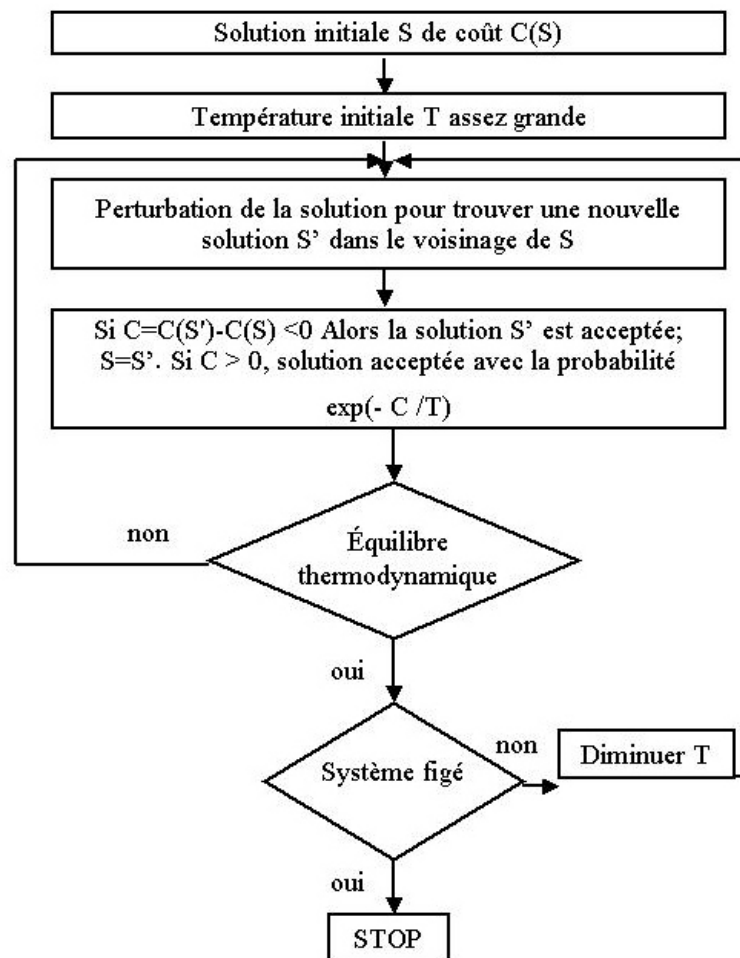 Solution initiale S de coût C(S)
Température initiale T assez grande
Perturbation de la solution pour trouver une nouvelle
solution S’ dans le voisinage de S
Si C=C(S')-C(S) <0 Alors la solution S’ est acceptée;
S=S’. Si C > 0, solution acceptée avec la probabilité
exp(- C /T)
non
Équilibre
thermodynamique
oui
Système figé
non
Diminuer T
oui
STOP